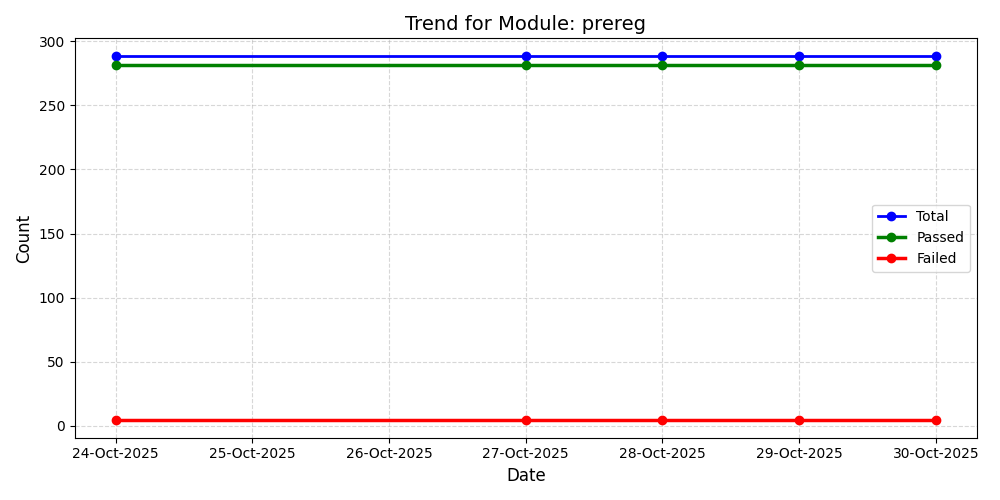 Trend for Module: prereg
300
250
200
150
100
50
0
Count
Total
Passed
Failed
24-Oct-2025
25-Oct-2025
26-Oct-2025
27-Oct-2025
28-Oct-2025
29-Oct-2025
30-Oct-2025
Date